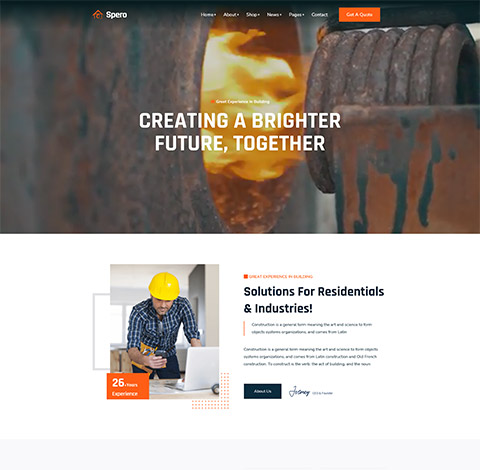 Spero
Home About Shop News Pages Contact Get A Quote
Great Experience in Building
CREATING A BRIGHTER
FUTURE, TOGETHER
GREAT EXPERIENCE IN BUILDING
Solutions For Residentials
& Industries!
Construction is a general term meaning the art and science to form
objects systems organizations, and comes from Latin
Construction is a general term meaning the art and science to form objects
systems organizations, and comes from Latin construction and Old French
construction. To construct is the verb: the act of building, and the noun
26+Years
Experience
About Us
CEO & Founder